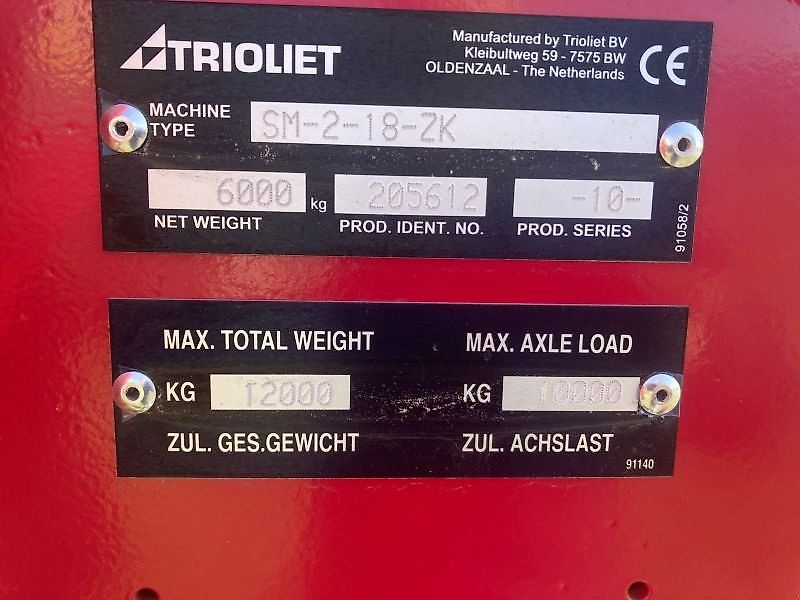 TRIOLIET
Manufactured by Trioliet BV
Kleibultweg 59 - 7575 BW
OLDENZAAL - The Netherlands
CE
MACHINE
TYPE
SM-2-18-ZK
6000 kg
NET WEIGHT
205612
PROD. IDENT. NO.
-10-
PROD. SERIES
91058/2
MAX. TOTAL WEIGHT
KG 12000
ZUL. GES.GEWICHT
MAX. AXLE LOAD
KG 10000
ZUL. ACHSLAST
91140